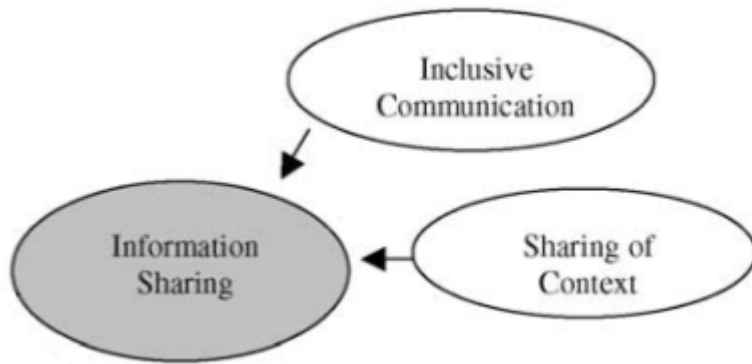 Inclusive
Communication
Information
Sharing
Sharing of
Context